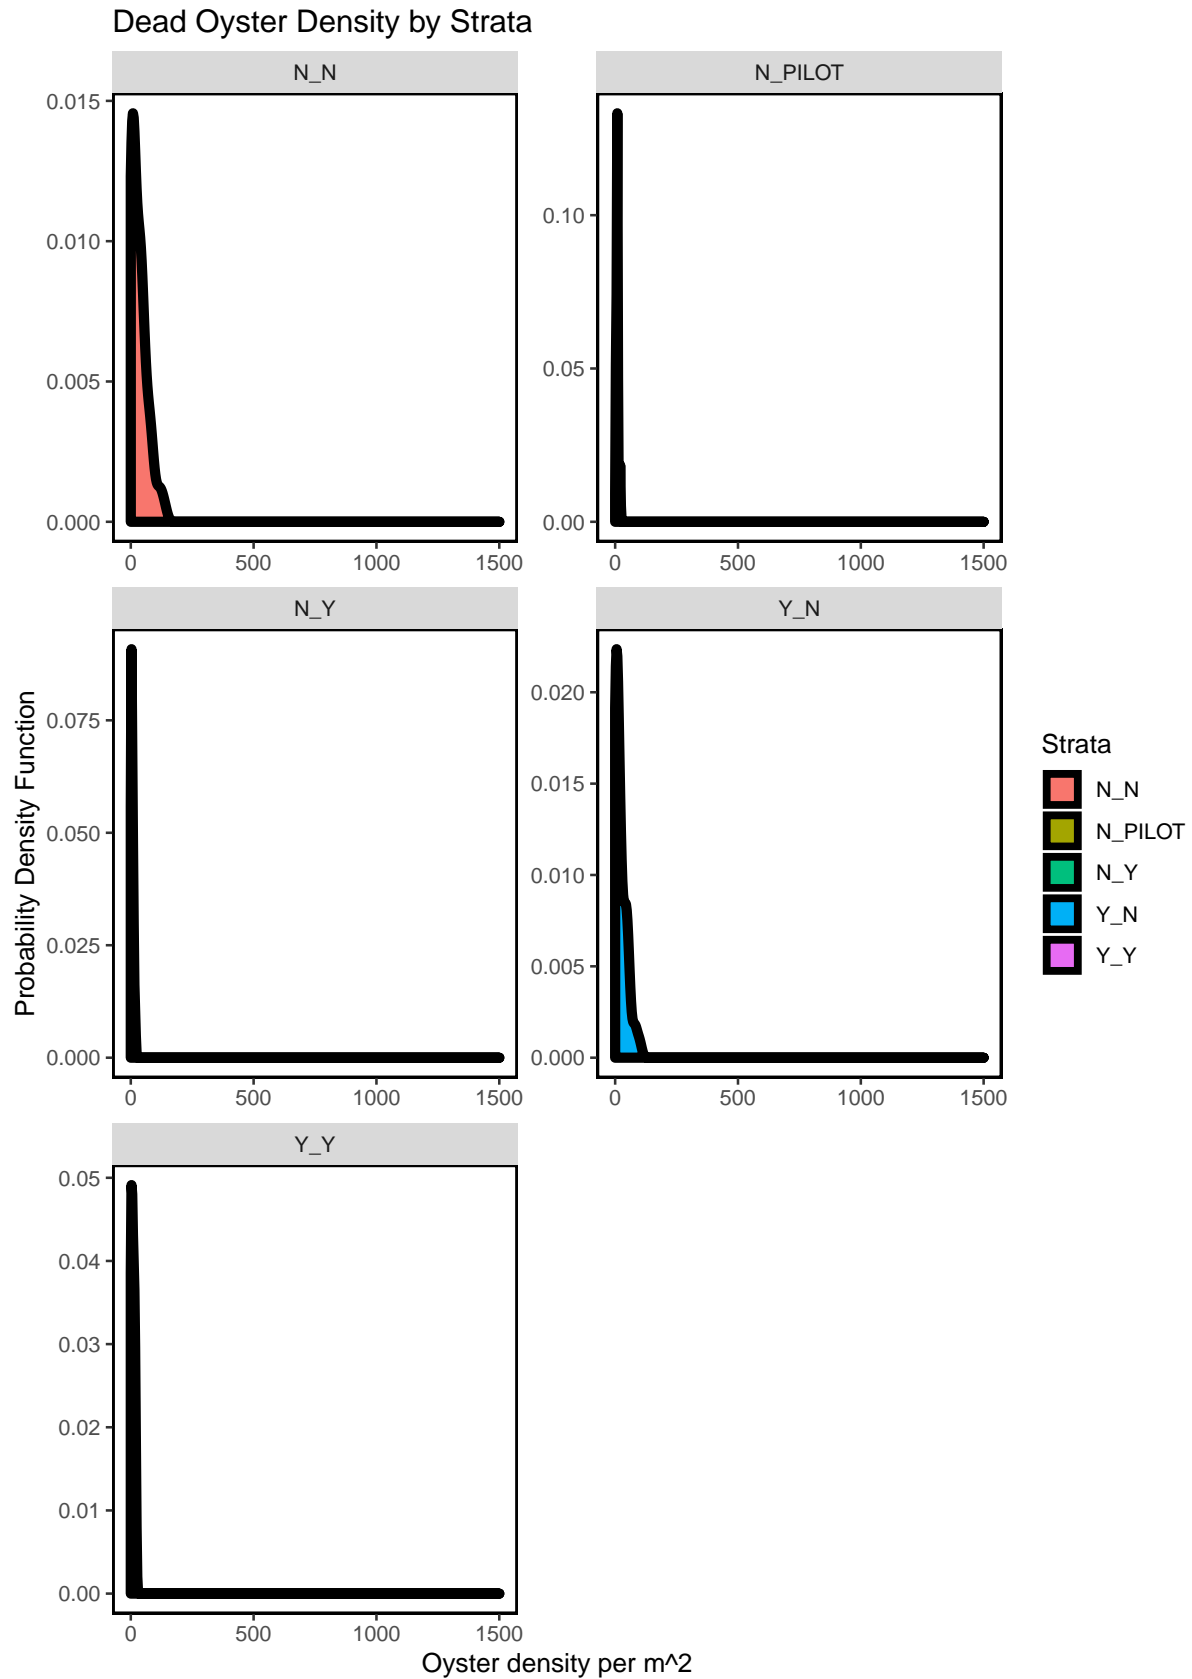 Dead Oyster Density by Strata
N_N
0.015
0.010
0.005
0.000
0 500 1000 1500
N_PILOT
0.10
0.05
0.00
0 500 1000 1500
N_Y
0.075
0.050
0.025
0.000
0 500 1000 1500
Y_N
0.020
0.015
0.010
0.005
0.000
0 500 1000 1500
Y_Y
0.05
0.04
0.03
0.02
0.01
0.00
0 500 1000 1500
Probability Density Function
Oyster density per m^2
Strata
N_N
N_PILOT
N_Y
Y_N
Y_Y